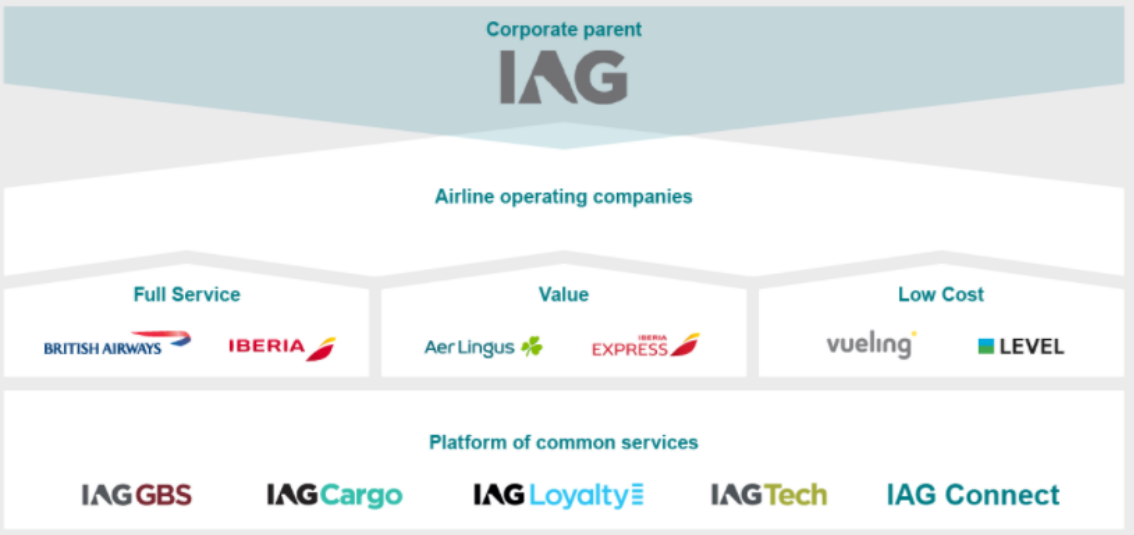 Corporate parent
IAG
Airline operating companies
Full Service
Value
Low Cost
BRITISH AIRWAYS
IBERIA
Aer Lingus
IBERIA
EXPRESS
vueling
LEVEL
Platform of common services
IAG GBS
IAG Cargo
IAG Loyalty
IAG Tech
IAG Connect